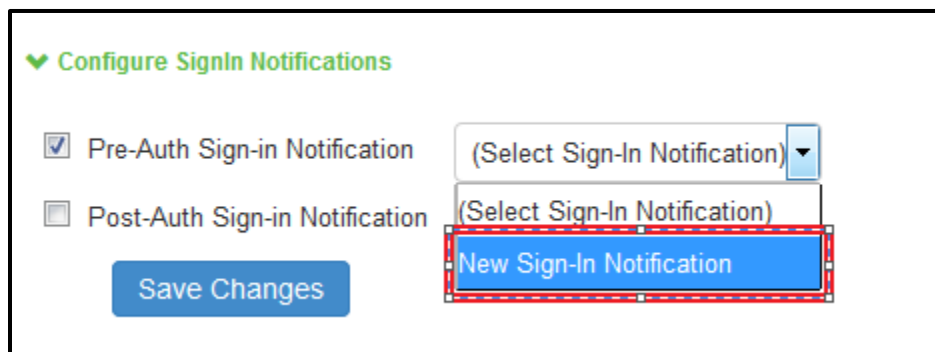 Configure SignIn Notifications
Pre-Auth Sign-in Notification (Select Sign-In Notification)
Post-Auth Sign-in Notification (Select Sign-In Notification)
New Sign-In Notification
Save Changes